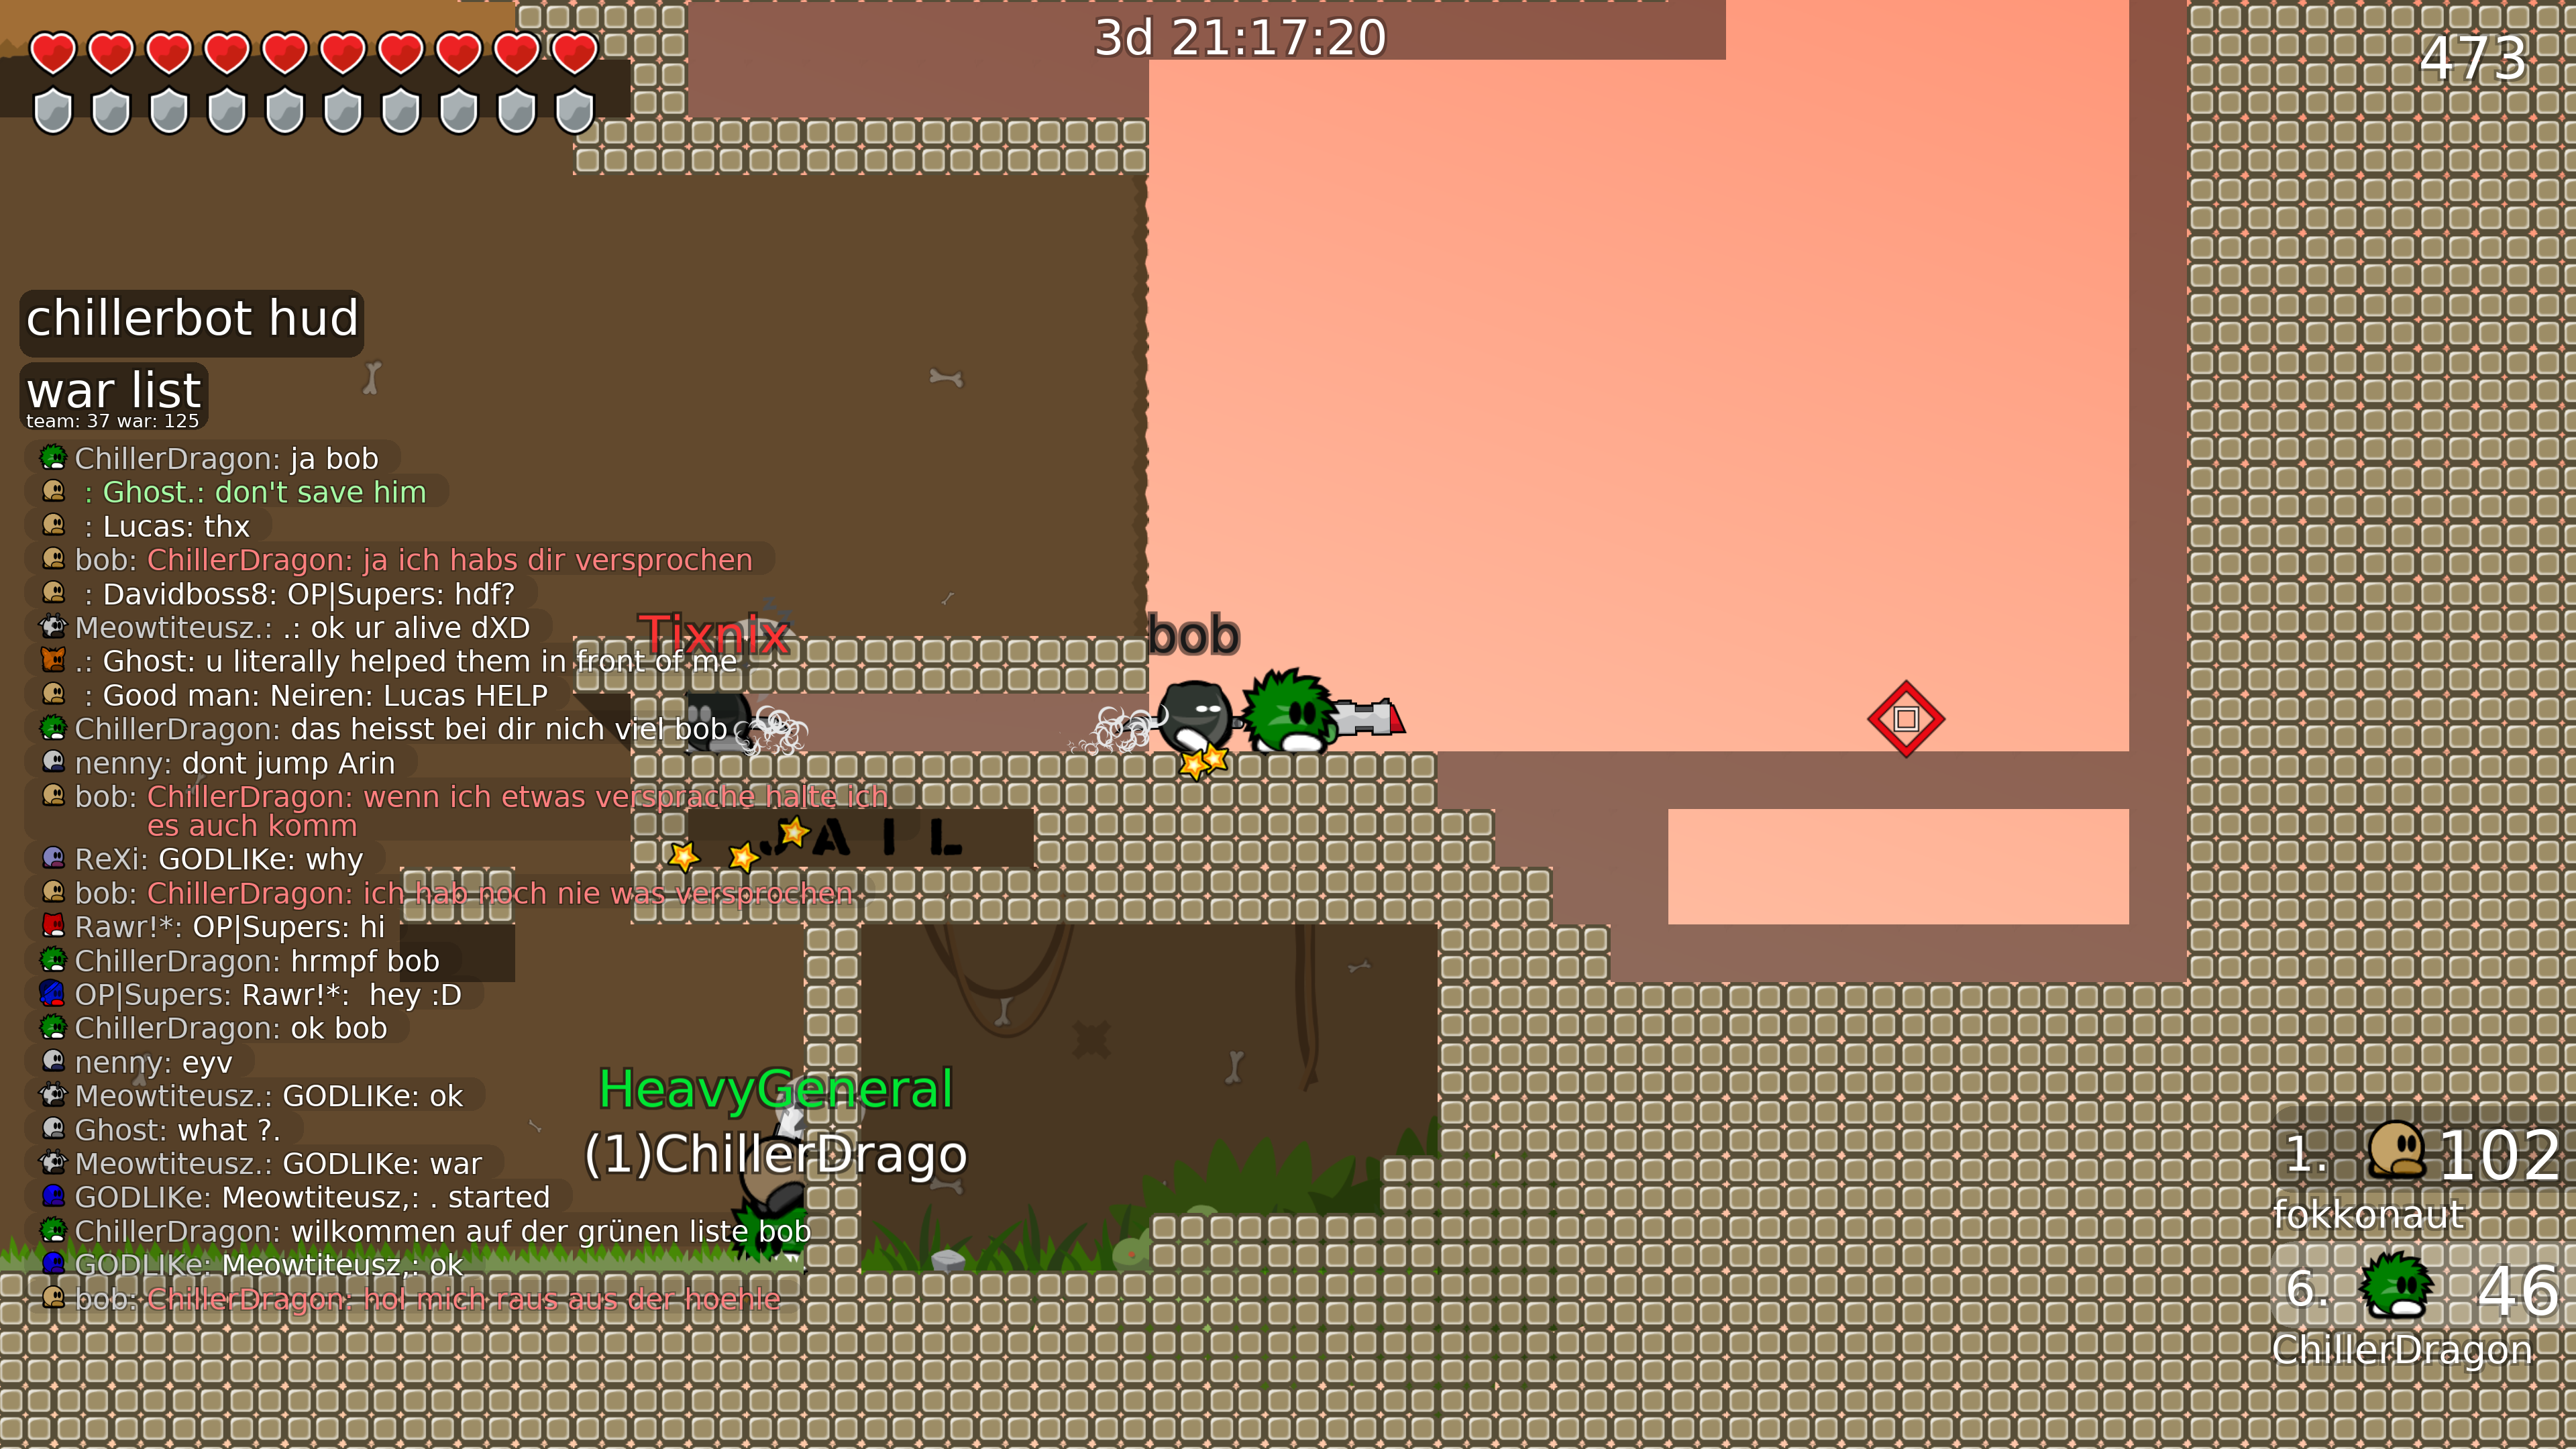 3d 21:17:20
473
chillerbot hud
war list
team: 37 war: 125
ChillerDragon: ja bob
: Ghost.: don't save him
: Lucas: thx
bob: ChillerDragon: ja ich habs dir versprochen
: Davidboss8: OP|Supers: hdf?
Meowtiteusz.: .: ok ur alive dXD
.: Ghost: u literally helped them in front of me
: Good man: Neiren: Lucas HELP
ChillerDragon: das heisst bei dir nich viel bob
nenny: dont jump Arin
bob: ChillerDragon: wenn ich etwas versprache halte ich
es auch komm
ReXi: GODLIKe: why
bob: ChillerDragon: ich hab noch nie was versprochen
Rawr!*: OP|Supers: hi
ChillerDragon: hrmpf bob
OP|Supers: Rawr!*:  hey :D
ChillerDragon: ok bob
nenny: eyv
Meowtiteusz.: GODLIKe: ok
Ghost: what ?.
Meowtiteusz.: GODLIKe: war
GODLIKe: Meowtiteusz,: . started
ChillerDragon: wilkommen auf der grünen liste bob
GODLIKe: Meowtiteusz,: ok
bob: ChillerDragon: hol mich raus aus der hoehle
Tixnix
bob
JAIL
HeavyGeneral
(1)ChillerDrago
1. 102
fokkonaut
6. 46
ChillerDragon